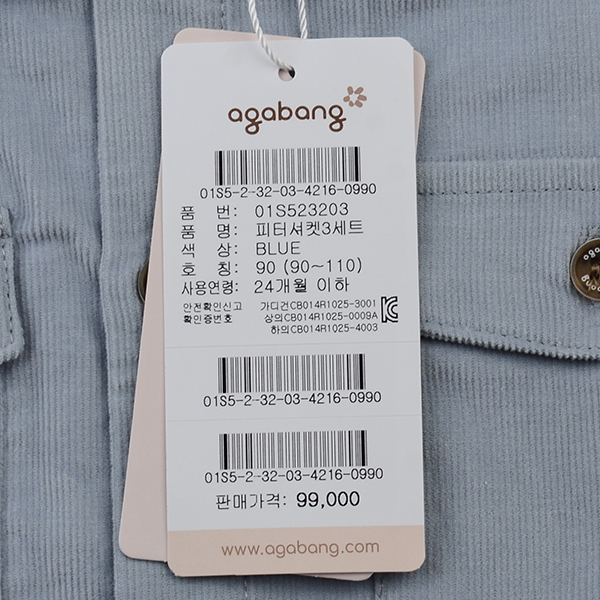 agabang
01S5-2-32-03-4216-0990
품 번: 01S523203
품 명: 피터셔켓3세트
색 상: BLUE
호 칭: 90 (90~110)
사용연령: 24개월 이하
안전확인신고 가디건CB014R1025-3001
확인증번호 상의CB014R1025-0009A
하의CB014R1025-4003
01S5-2-32-03-4216-0990
01S5-2-32-03-4216-0990
판매가격: 99,000
www.agabang.com
agabang